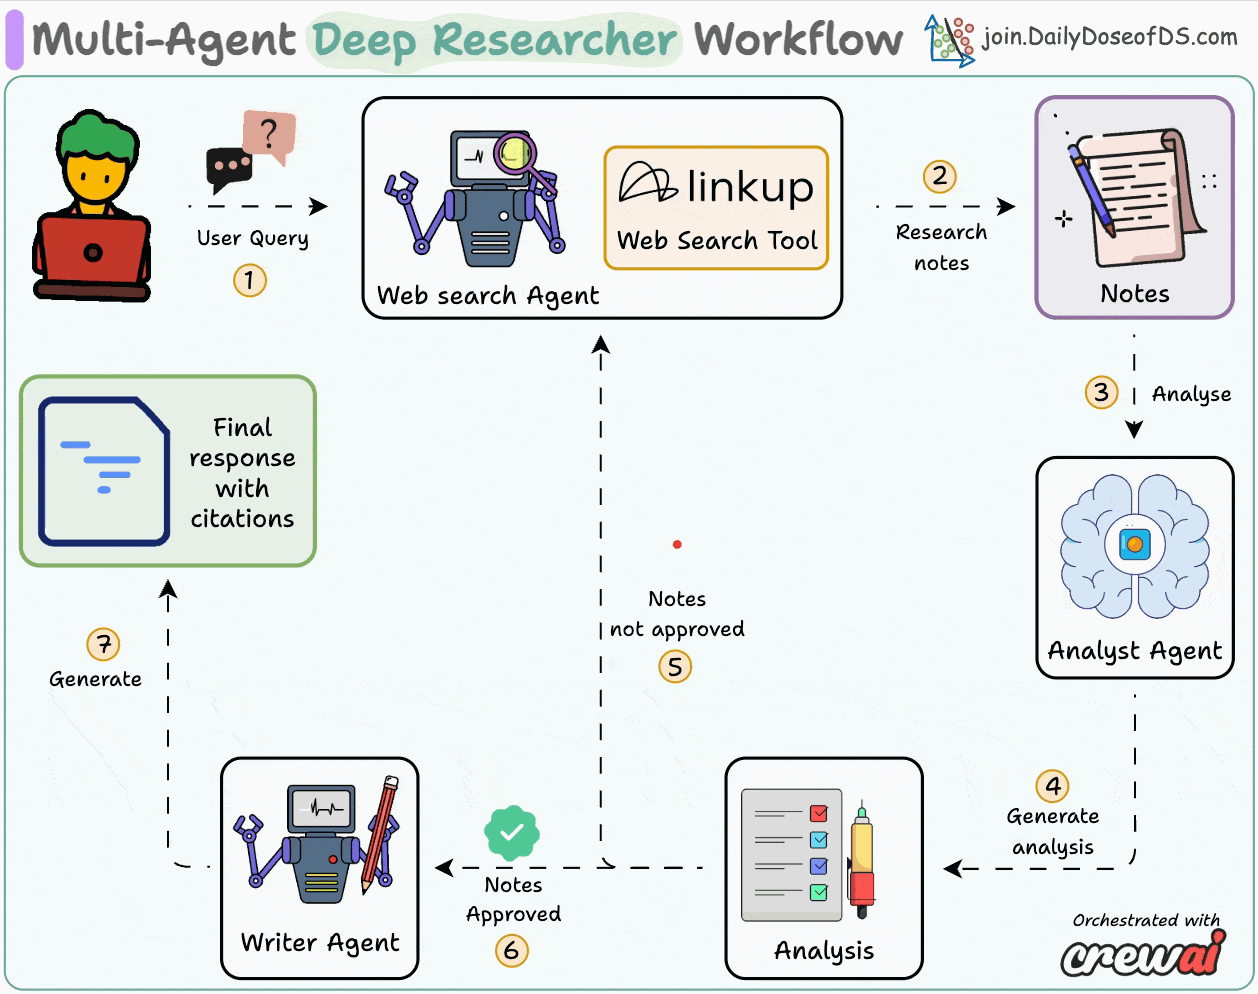 Multi-Agent Deep Researcher Workflow
join.DailyDoseofDS.com
?
User Query
1
linkup
Web Search Tool
Web search Agent
2
Research
notes
Notes
3
Analyse
Final
response
with
citations
Analyst Agent
Notes
not approved
5
7
Generate
4
Generate
analysis
Notes
Approved
6
Writer Agent
Analysis
Orchestrated with
crewai